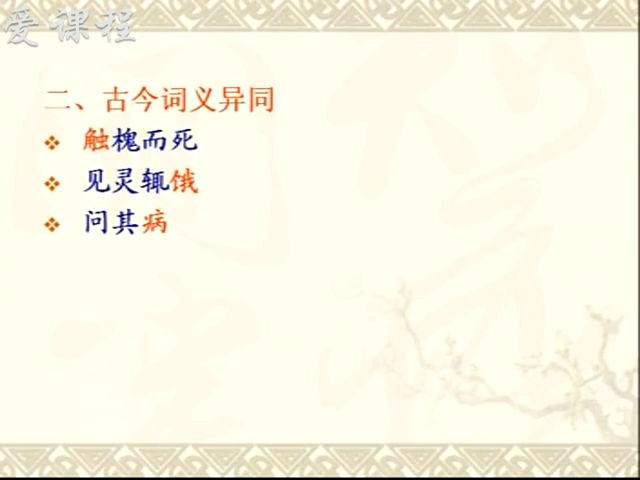 爱课程
二、古今词义异同
触槐而死
见灵辄饿
问其病